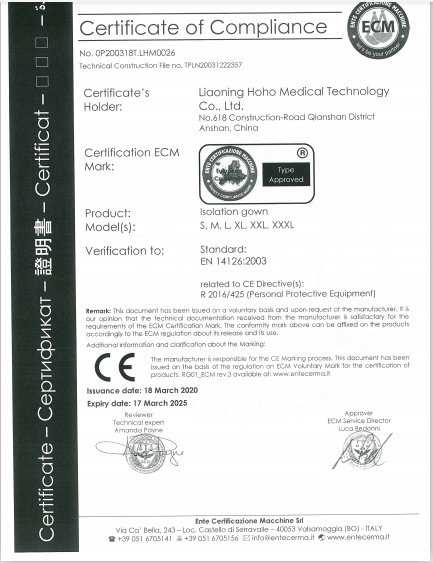 Certificate of Compliance
ENTE CERTIFICAZIONE MACCHINE
ECM
let's be your partner
No. 0P200318T.LHM0026
Technical Construction File no. TPLN20031222357
Certificate's
Holder:
Liaoning Hoho Medical Technology
Co., Ltd.
No.618 Construction-Road Qianshan District
Anshan, China
Certification ECM
Mark:
ENTE CERTIFICAZIONE MACCHINE
®
Type
Approved
Product:
Isolation gown
Model(s):
S, M, L, XL, XXL, XXXL
Verification to:
Standard:
EN 14126:2003
related to CE Directive(s):
R 2016/425 (Personal Protective Equipment)
Remark: This document has been issued on a voluntary basis and upon request of the manufacturer. It is
our opinion that the technical documentation received from the manufacturer is satisfactory for the
requirements of the ECM Certification Mark. The conformity mark above can be affixed on the products
accordingly to the ECM regulation about its release and its use.
Additional information and clarification about the Marking:
CE
The manufacturer is responsible for the CE Marking process. This document has been
issued on the basis of the regulation on ECM Voluntary Mark for the certification of
products. RG01_ECM rev.3 available at: www.entecerma.it
Issuance date: 18 March 2020
Expiry date: 17 March 2025
Reviewer
Technical expert
Amanda Payne
Approver
ECM Service Director
Luca Bedonni
Ente Certificazione Macchine Srl
Via Ca' Bella, 243 – Loc. Castello di Serravalle – 40053 Valsamoggia (BO) - ITALY
☎ +39 051 6705141 +39 051 6705156 ✉ info@entecerma.it www.entecerma.it
Certificate – Сертификат – 證明書 – Certificat – □ □ □